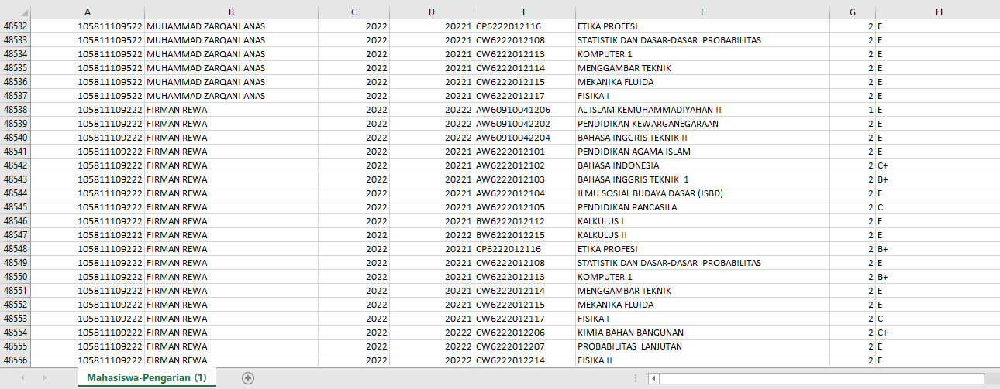 A B C D E F G H
48532 105811109522 MUHAMMAD ZARQANI ANAS 2022 20221 CP6222012116 ETIKA PROFESI 2 E
48533 105811109522 MUHAMMAD ZARQANI ANAS 2022 20221 CW6222012108 STATISTIK DAN DASAR-DASAR  PROBABILITAS 2 E
48534 105811109522 MUHAMMAD ZARQANI ANAS 2022 20221 CW6222012113 KOMPUTER 1 2 E
48535 105811109522 MUHAMMAD ZARQANI ANAS 2022 20221 CW6222012114 MENGGAMBAR TEKNIK 2 E
48536 105811109522 MUHAMMAD ZARQANI ANAS 2022 20221 CW6222012115 MEKANIKA FLUIDA 2 E
48537 105811109522 MUHAMMAD ZARQANI ANAS 2022 20221 CW6222012117 FISIKA I 2 E
48538 105811109222 FIRMAN REWA 2022 20222 AW60910041206 AL ISLAM KEMUHAMMADIYAHAN II 1 E
48539 105811109222 FIRMAN REWA 2022 20222 AW60910042202 PENDIDIKAN KEWARGANEGARAAN 2 E
48540 105811109222 FIRMAN REWA 2022 20222 AW60910042204 BAHASA INGGRIS TEKNIK II 2 E
48541 105811109222 FIRMAN REWA 2022 20221 AW6222012101 PENDIDIKAN AGAMA ISLAM 2 E
48542 105811109222 FIRMAN REWA 2022 20221 AW6222012102 BAHASA INDONESIA 2 C+
48543 105811109222 FIRMAN REWA 2022 20221 AW6222012103 BAHASA INGGRIS TEKNIK  1 2 B+
48544 105811109222 FIRMAN REWA 2022 20221 AW6222012104 ILMU SOSIAL BUDAYA DASAR (ISBD) 2 E
48545 105811109222 FIRMAN REWA 2022 20221 AW6222012105 PENDIDIKAN PANCASILA 2 C
48546 105811109222 FIRMAN REWA 2022 20221 BW6222012112 KALKULUS I 2 E
48547 105811109222 FIRMAN REWA 2022 20222 BW6222012215 KALKULUS II 2 E
48548 105811109222 FIRMAN REWA 2022 20221 CP6222012116 ETIKA PROFESI 2 B+
48549 105811109222 FIRMAN REWA 2022 20221 CW6222012108 STATISTIK DAN DASAR-DASAR  PROBABILITAS 2 E
48550 105811109222 FIRMAN REWA 2022 20221 CW6222012113 KOMPUTER 1 2 B+
48551 105811109222 FIRMAN REWA 2022 20221 CW6222012114 MENGGAMBAR TEKNIK 2 E
48552 105811109222 FIRMAN REWA 2022 20221 CW6222012115 MEKANIKA FLUIDA 2 E
48553 105811109222 FIRMAN REWA 2022 20221 CW6222012117 FISIKA I 2 C
48554 105811109222 FIRMAN REWA 2022 20222 CW6222012206 KIMIA BAHAN BANGUNAN 2 C+
48555 105811109222 FIRMAN REWA 2022 20222 CW6222012207 PROBABILITAS  LANJUTAN 2 E
48556 105811109222 FIRMAN REWA 2022 20222 CW6222012214 FISIKA II 2 E
Mahasiswa-Pengarian (1)